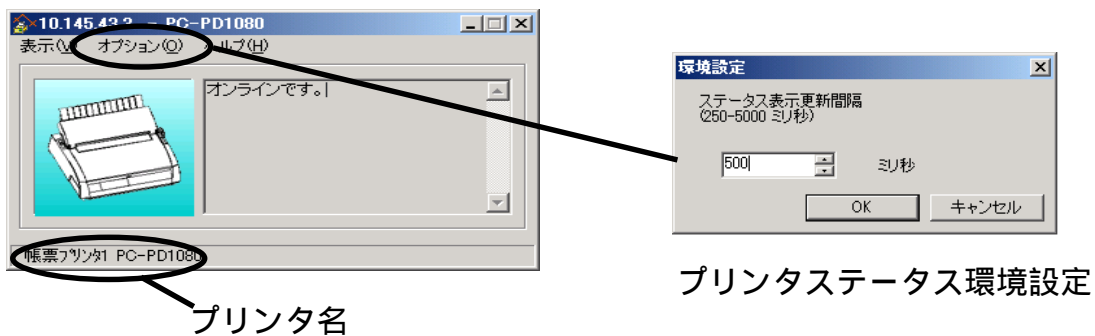 10.145.43.2 - PC-PD1080
表示(V) オプション(O) ヘルプ(H)
オンラインです。
帳票プリンタ1 PC-PD1080
プリンタ名
環境設定
ステータス表示更新間隔
(250-5000 ミリ秒)
500 ミリ秒
OK キャンセル
プリンタステータス環境設定